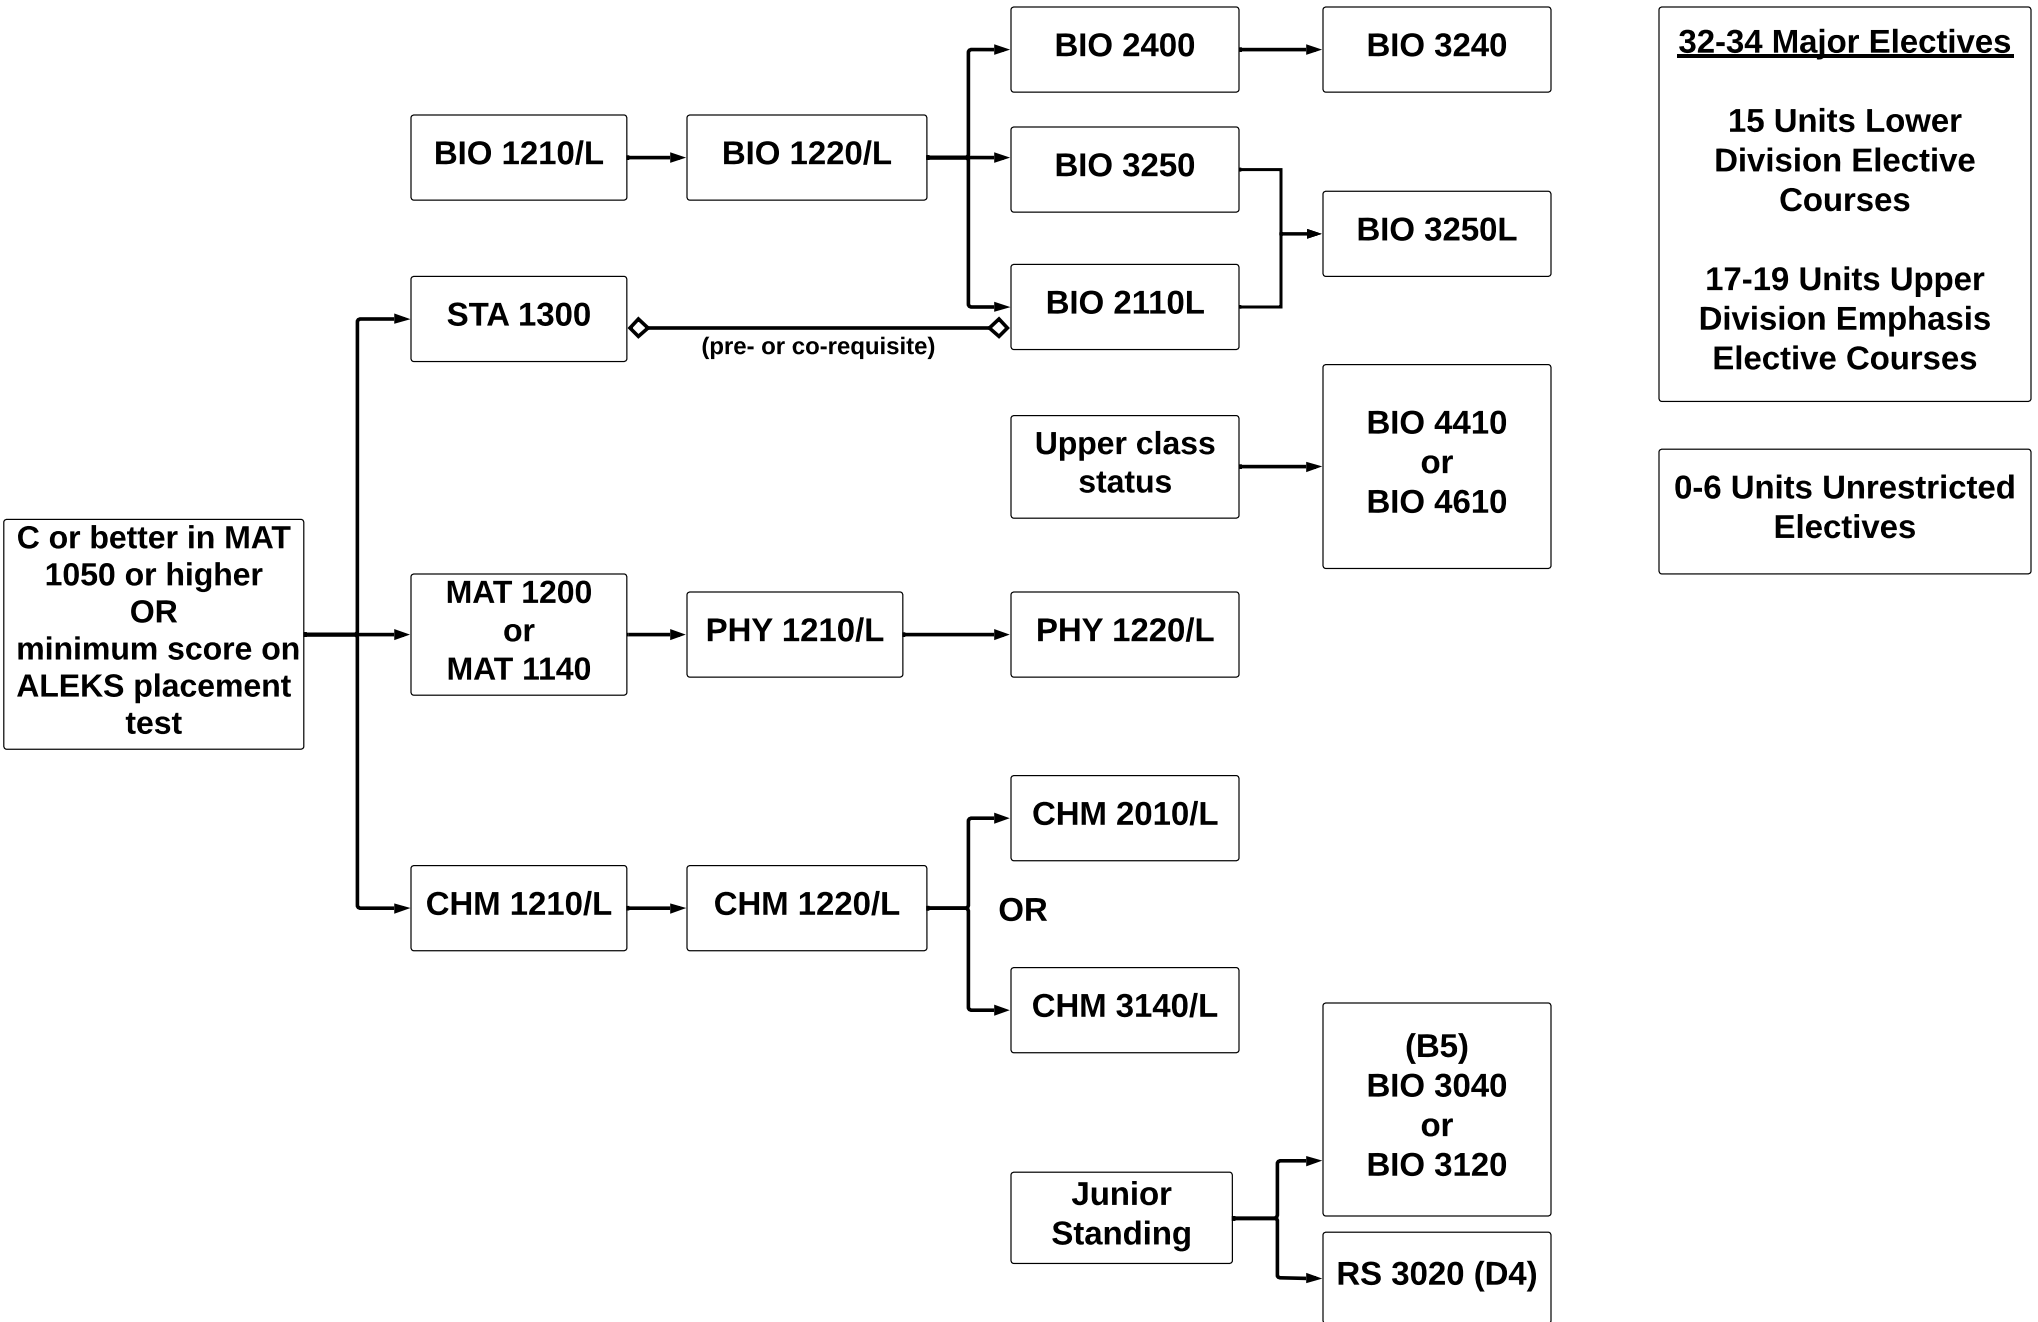 BIO 2400
BIO 3240
32-34 Major Electives
15 Units Lower
Division Elective
Courses
17-19 Units Upper
Division Emphasis
Elective Courses
BIO 1210/L
BIO 1220/L
BIO 3250
BIO 3250L
STA 1300
(pre- or co-requisite)
BIO 2110L
Upper class
status
BIO 4410
or
BIO 4610
0-6 Units Unrestricted
Electives
C or better in MAT
1050 or higher
OR
minimum score on
ALEKS placement
test
MAT 1200
or
MAT 1140
PHY 1210/L
PHY 1220/L
CHM 2010/L
CHM 1210/L
CHM 1220/L
OR
CHM 3140/L
(B5)
BIO 3040
or
BIO 3120
Junior
Standing
RS 3020 (D4)